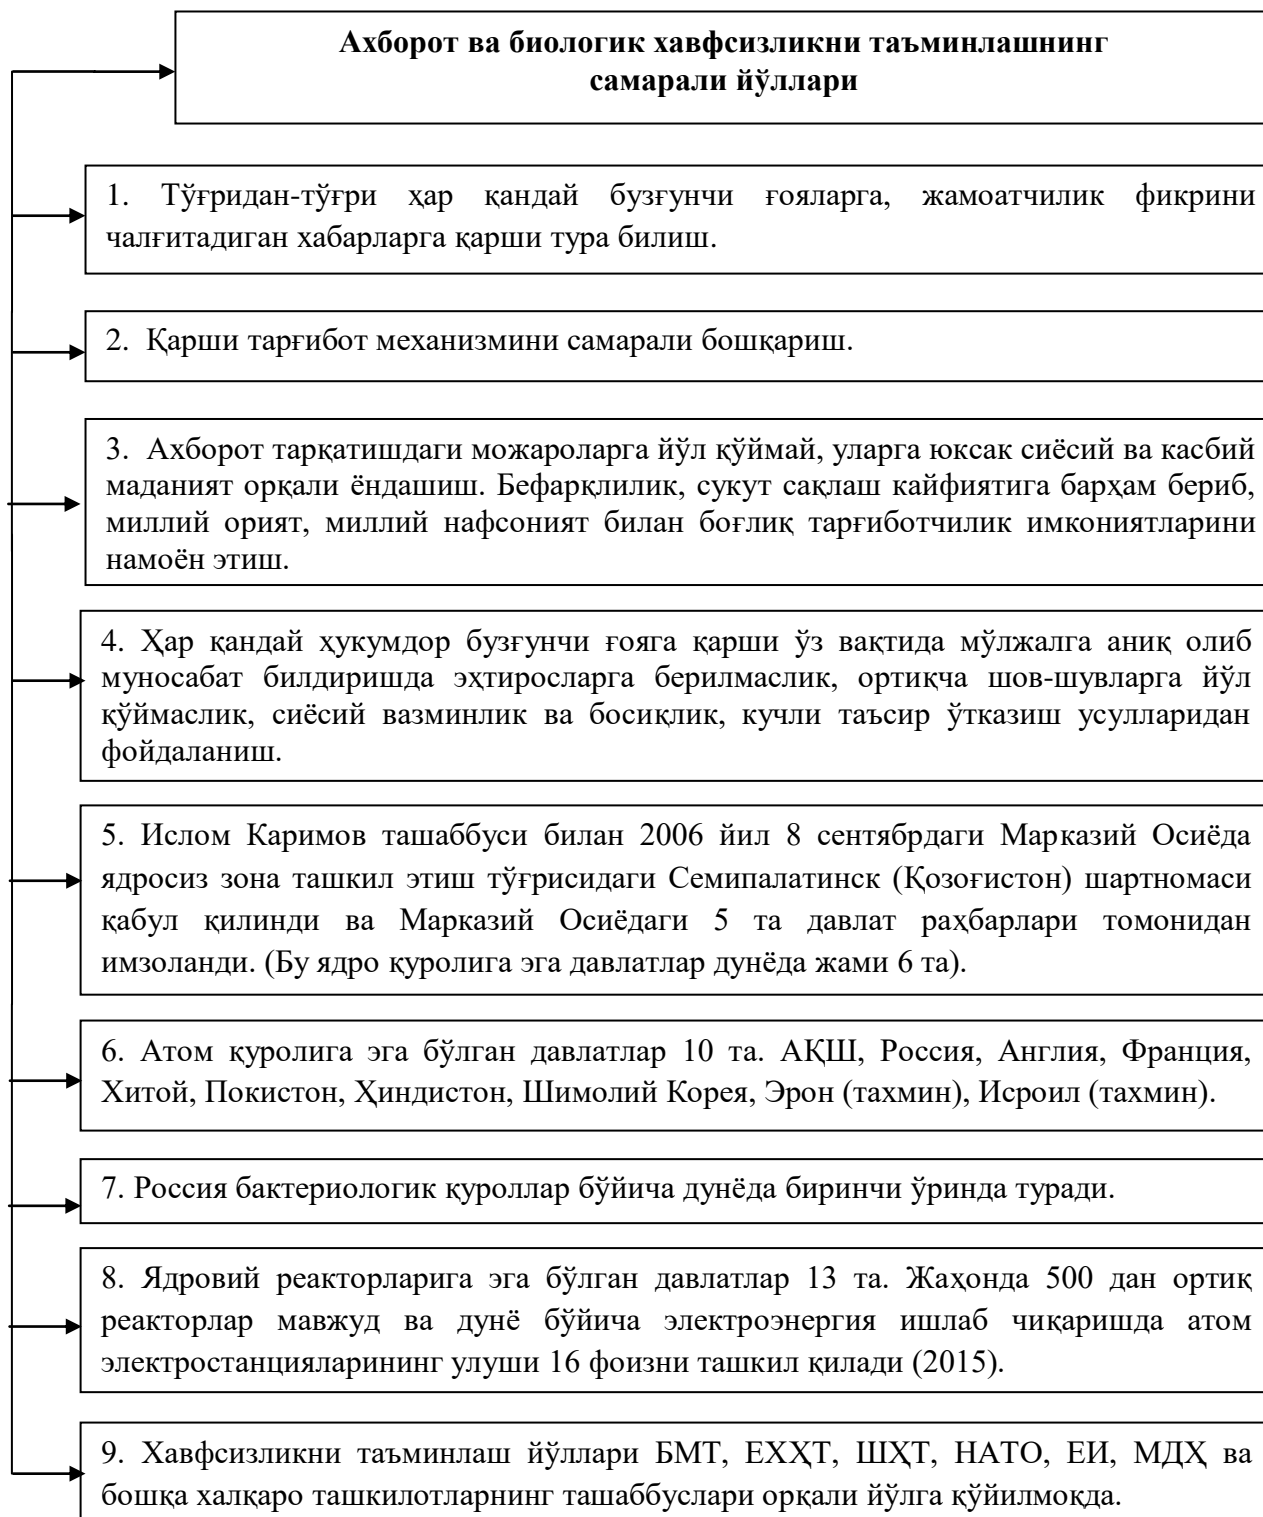 Ахборот ва биологик хавфсизликни таъминлашнинг
самарали йўллари
1. Тўғридан-тўғри ҳар қандай бузғунчи ғояларга, жамоатчилик фикрини
чалғитадиган хабарларга қарши тура билиш.
2. Қарши тарғибот механизмини самарали бошқариш.
3. Ахборот тарқатишдаги можароларга йўл қўймай, уларга юксак сиёсий ва касбий
маданият орқали ёндашиш. Бефарқлилик, сукут сақлаш кайфиятига барҳам бериб,
миллий орият, миллий нафсоният билан боғлиқ тарғиботчилик имкониятларини
намоён этиш.
4. Ҳар қандай ҳукумдор бузғунчи ғояга қарши ўз вақтида мўлжалга аниқ олиб
муносабат билдиришда эҳтиросларга берилмаслик, ортиқча шов-шувларга йўл
қўймаслик, сиёсий вазминлик ва босиқлик, кучли таъсир ўтказиш усулларидан
фойдаланиш.
5. Ислом Каримов ташаббуси билан 2006 йил 8 сентябрдаги Марказий Осиёда
ядросиз зона ташкил этиш тўғрисидаги Семипалатинск (Қозоғистон) шартномаси
қабул қилинди ва Марказий Осиёдаги 5 та давлат раҳбарлари томонидан
имзоланди. (Бу ядро қуролига эга давлатлар дунёда жами 6 та).
6. Атом қуролига эга бўлган давлатлар 10 та. АҚШ, Россия, Англия, Франция,
Хитой, Покистон, Ҳиндистон, Шимолий Корея, Эрон (тахмин), Исроил (тахмин).
7. Россия бактериологик қуроллар бўйича дунёда биринчи ўринда туради.
8. Ядровий реакторларига эга бўлган давлатлар 13 та. Жаҳонда 500 дан ортиқ
реакторлар мавжуд ва дунё бўйича электроэнергия ишлаб чиқаришда атом
электростанцияларининг улуши 16 фоизни ташкил қилади (2015).
9. Хавфсизликни таъминлаш йўллари БМТ, ЕХҲТ, ШҲТ, НАТО, ЕИ, МДҲ ва
бошқа халқаро ташкилотларнинг ташаббуслари орқали йўлга қўйилмоқда.